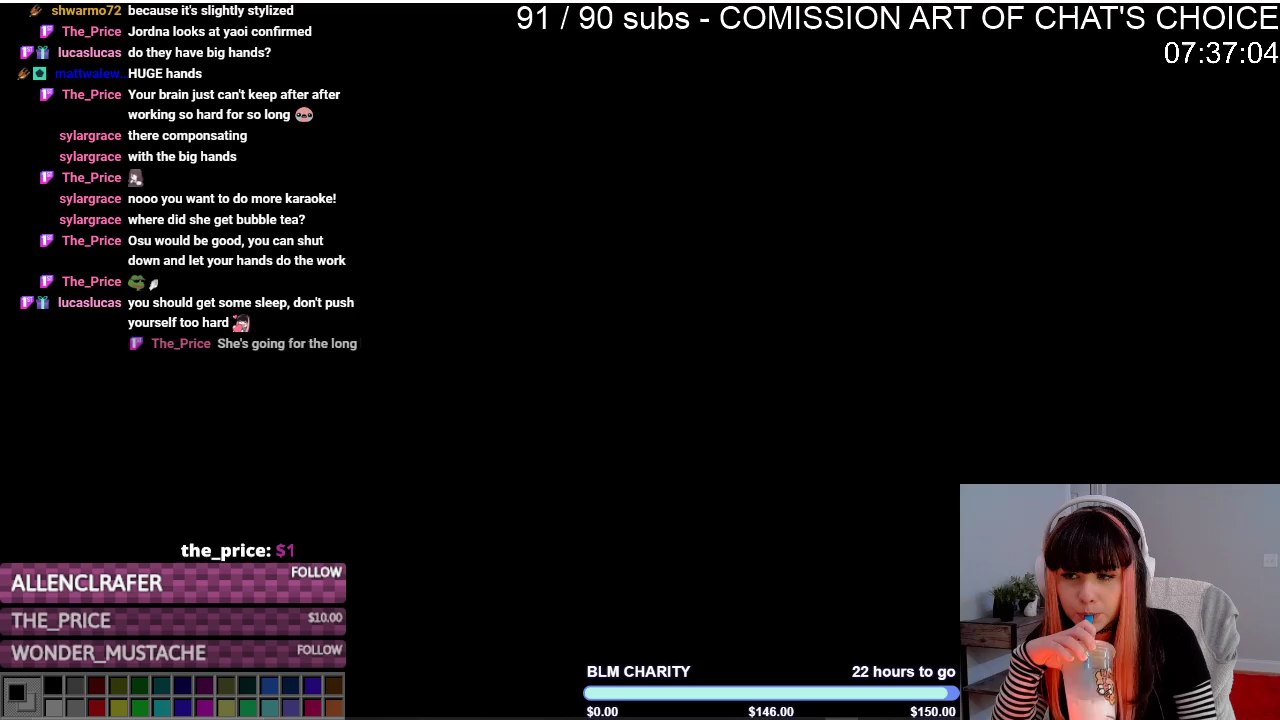 shwarmo72 because it's slightly stylized
The_Price Jordna looks at yaoi confirmed
lucaslucas do they have big hands?
mattwalew... HUGE hands
The_Price Your brain just can't keep after after
working so hard for so long
sylargrace there componsating
sylargrace with the big hands
The_Price
sylargrace nooo you want to do more karaoke!
sylargrace where did she get bubble tea?
The_Price Osu would be good, you can shut
down and let your hands do the work
The_Price
lucaslucas you should get some sleep, don't push
yourself too hard
The_Price She's going for the long
91 / 90 subs - COMISSION ART OF CHAT'S CHOICE
07:37:04
the_price: $1
ALLENCLRAFER FOLLOW
THE_PRICE $10.00
WONDER_MUSTACHE FOLLOW
BLM CHARITY 22 hours to go
$0.00 $146.00 $150.00